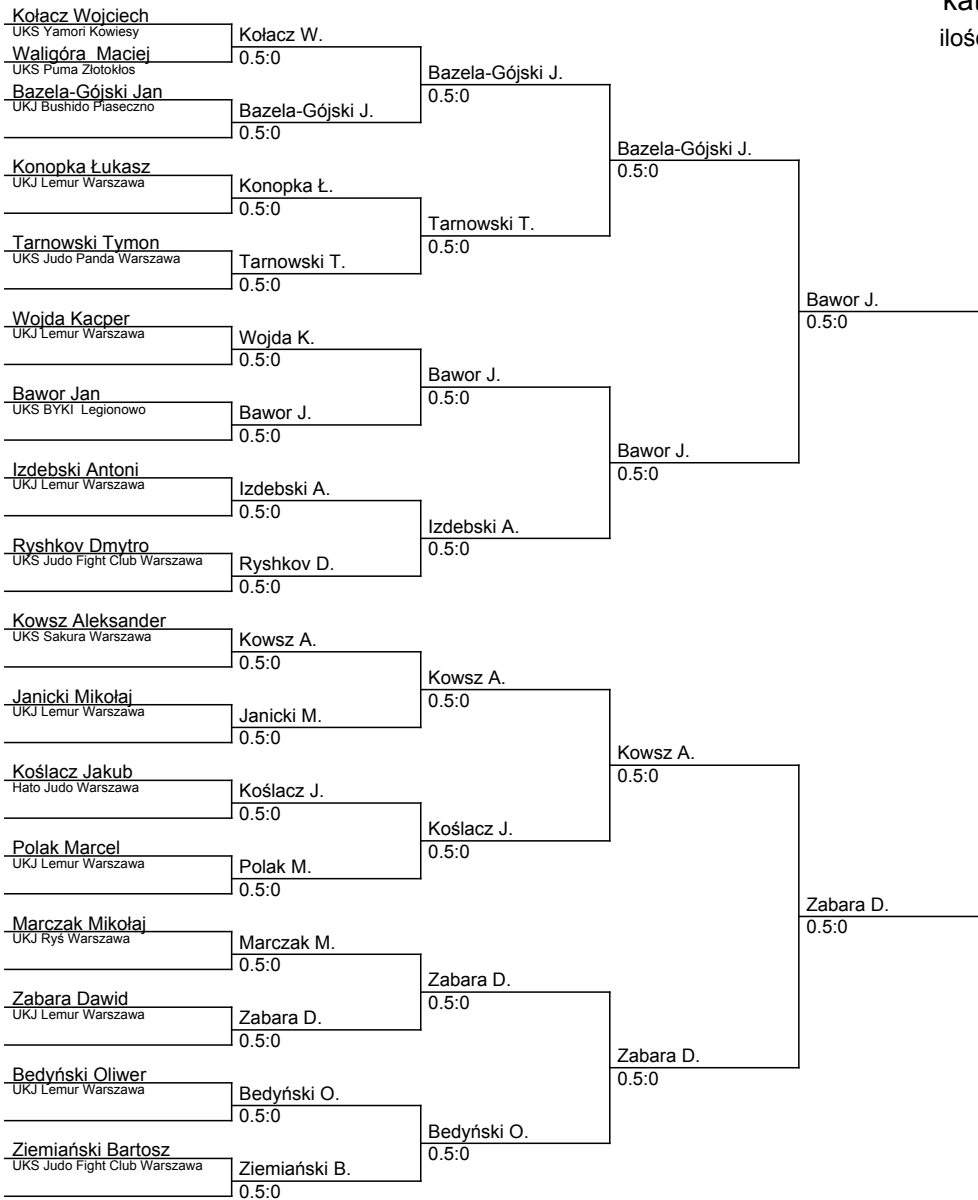 Kołacz Wojciech
UKS Yamori Kowiesy
Waligóra Maciej
UKS Puma Złotokłos
Bazela-Gójski Jan
UKJ Bushido Piaseczno
Konopka Łukasz
UKJ Lemur Warszawa
Tarnowski Tymon
UKS Judo Panda Warszawa
Wojda Kacper
UKJ Lemur Warszawa
Bawor Jan
UKS BYKI Legionowo
Izdebski Antoni
UKJ Lemur Warszawa
Ryshkov Dmytro
UKS Judo Fight Club Warszawa
Kowsz Aleksander
UKS Sakura Warszawa
Janicki Mikołaj
UKJ Lemur Warszawa
Koślacz Jakub
Hato Judo Warszawa
Polak Marcel
UKJ Lemur Warszawa
Marczak Mikołaj
UKJ Ryś Warszawa
Zabara Dawid
UKJ Lemur Warszawa
Bedyński Oliwer
UKJ Lemur Warszawa
Ziemiański Bartosz
UKS Judo Fight Club Warszawa
Kołacz W.
0.5:0
Bazela-Gójski J.
0.5:0
Konopka Ł.
0.5:0
Tarnowski T.
0.5:0
Wojda K.
0.5:0
Bawor J.
0.5:0
Izdebski A.
0.5:0
Ryshkov D.
0.5:0
Kowsz A.
0.5:0
Janicki M.
0.5:0
Koślacz J.
0.5:0
Polak M.
0.5:0
Marczak M.
0.5:0
Zabara D.
0.5:0
Bedyński O.
0.5:0
Ziemiański B.
0.5:0
Bazela-Gójski J.
0.5:0
Tarnowski T.
0.5:0
Bawor J.
0.5:0
Izdebski A.
0.5:0
Kowsz A.
0.5:0
Koślacz J.
0.5:0
Zabara D.
0.5:0
Bedyński O.
0.5:0
Bazela-Gójski J.
0.5:0
Bawor J.
0.5:0
Kowsz A.
0.5:0
Zabara D.
0.5:0
Bawor J.
0.5:0
Zabara D.
0.5:0